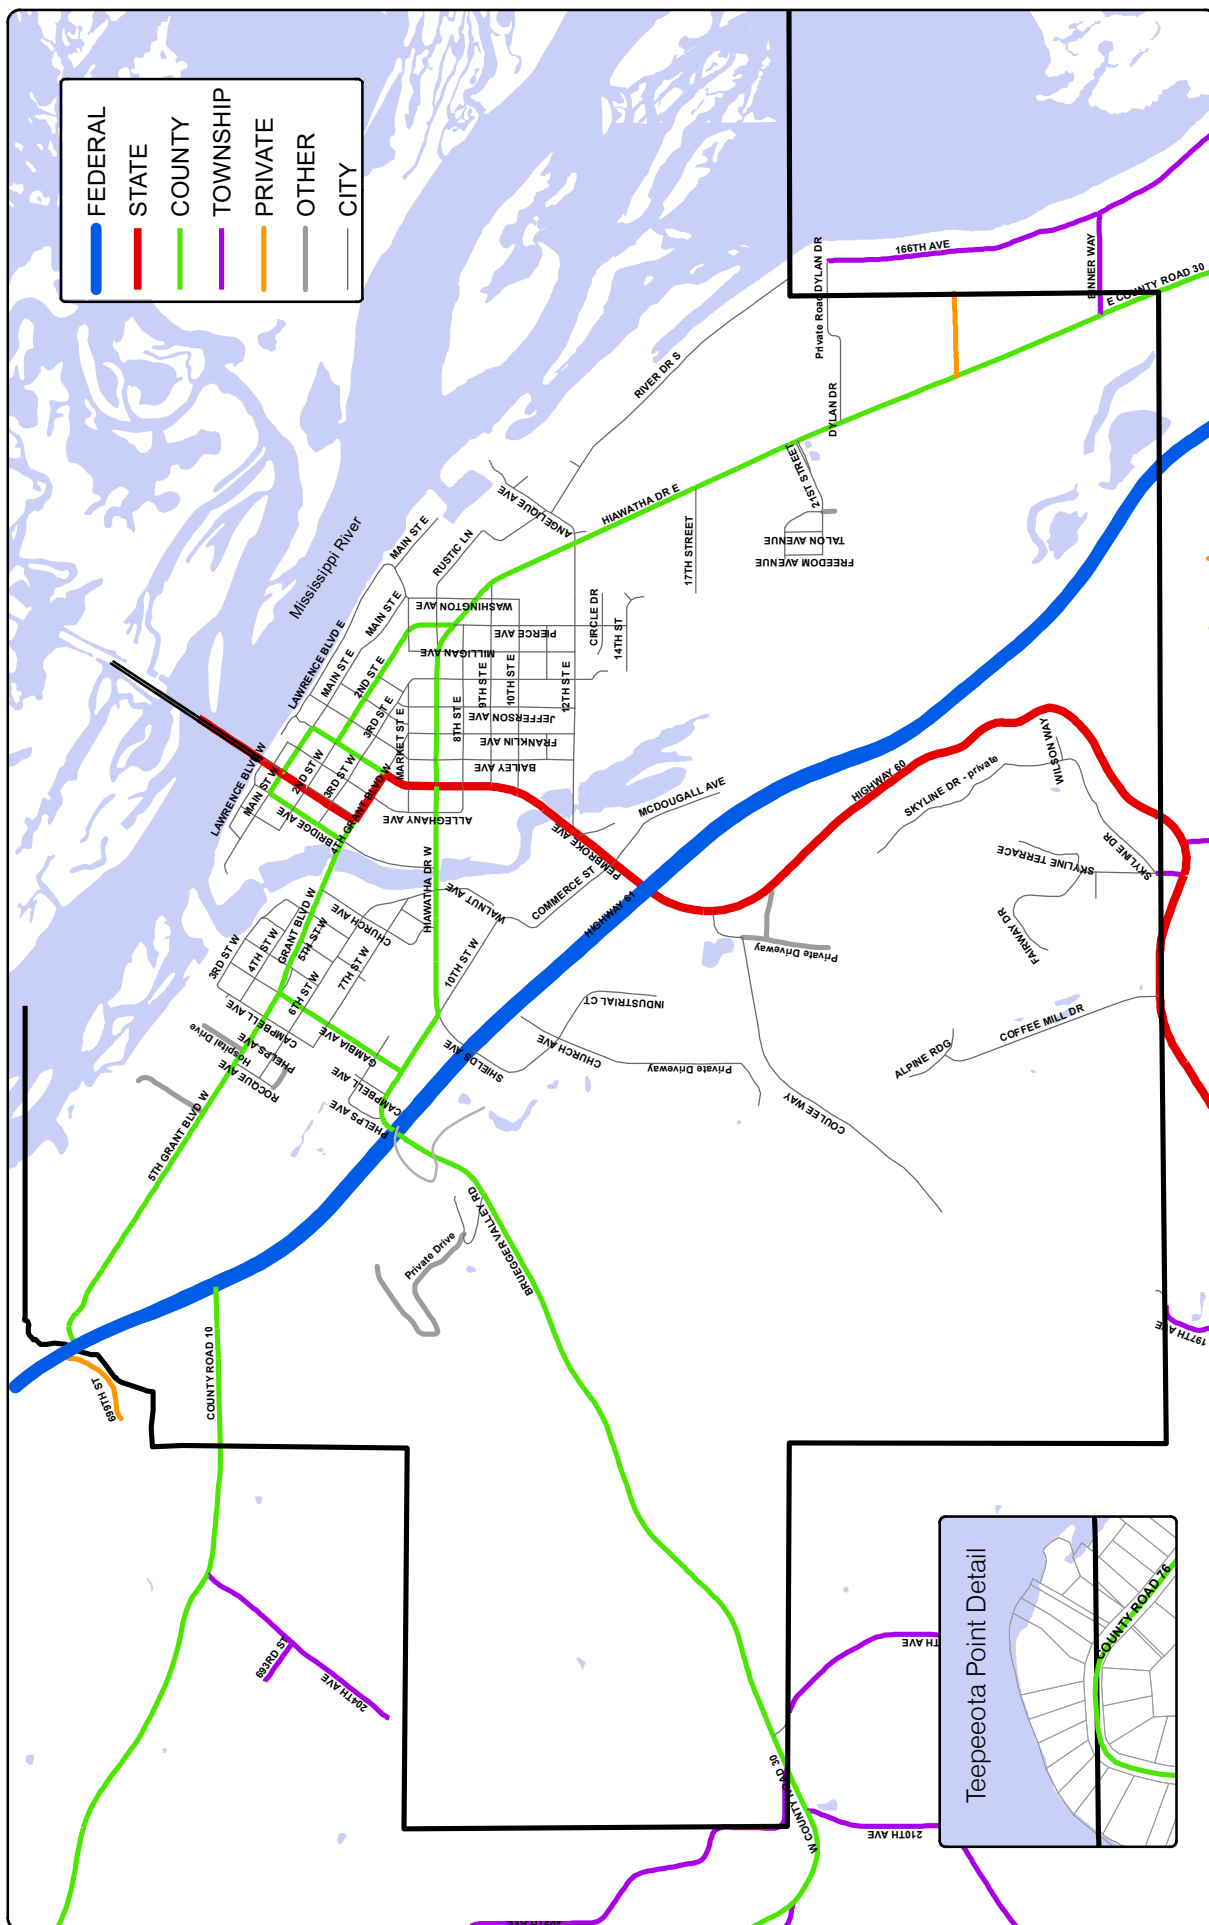 FEDERAL
STATE
COUNTY
TOWNSHIP
PRIVATE
OTHER
CITY
Mississippi River
166TH AVE
BINNER WAY
E COUNTY ROAD 30
Private Road DYLAN DR
DYLAN DR
RIVER DR S
21ST STREET
TALON AVENUE
FREEDOM AVENUE
17TH STREET
HIAWATHA DR E
ANGELIQUE AVE
RUSTIC LN
MAIN ST E
MAIN ST E
MAIN ST E
LAWRENCE BLVD E
2ND ST E
3RD ST E
MARKET ST E
WASHINGTON AVE
PIERCE AVE
MILLIGAN AVE
CIRCLE DR
14TH ST
8TH ST E
9TH ST E
10TH ST E
12TH ST E
JEFFERSON AVE
FRANKLIN AVE
BAILEY AVE
ALLEGHANY AVE
LAWRENCE BLVD W
MAIN ST W
2ND ST W
3RD ST W
BRIDGE AVE
4TH GRANT BLVD W
PEMBROKE AVE
MCDOUGALL AVE
COMMERCE ST
HIGHWAY 61
HIGHWAY 60
SKYLINE DR - private
WILSON WAY
SKYLINE DR
SKYLINE TERRACE
FAIRWAY DR
COFFEE MILL DR
ALPINE RDG
COULEE WAY
Private Driveway
INDUSTRIAL CT
CHURCH AVE
Private Driveway
SHIELDS AVE
10TH ST W
WALNUT AVE
HIAWATHA DR W
CHURCH AVE
GRANT BLVD W
3RD ST W
4TH ST W
5TH ST W
6TH ST W
7TH ST W
CAMPBELL AVE
PHELPS AVE
Hospital Drive
ROCQUE AVE
GAMBIA AVE
CAMPBELL AVE
PHELPS AVE
5TH GRANT BLVD W
BRUEGGER VALLEY RD
Private Drive
COUNTY ROAD 10
699TH ST
693RD ST
204TH AVE
W COUNTY ROAD 30
TH AVE
210TH AVE
197TH AVE
Teepeeota Point Detail
COUNTY ROAD 76